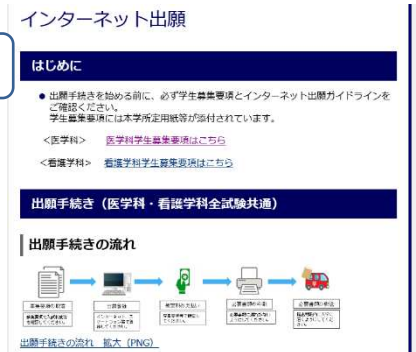 インターネット出願
はじめに
● 出願手続きを始める前に、必ず学生募集要項とインターネット出願ガイドラインを
ご確認ください。
学生募集要項には本学所定用紙等が添付されています。
<医学科> 医学科学生募集要項はこちら
<看護学科> 看護学科学生募集要項はこちら
出願手続き（医学科・看護学科全試験共通）
出願手続きの流れ
出願手続きの流れ 拡大（PNG）